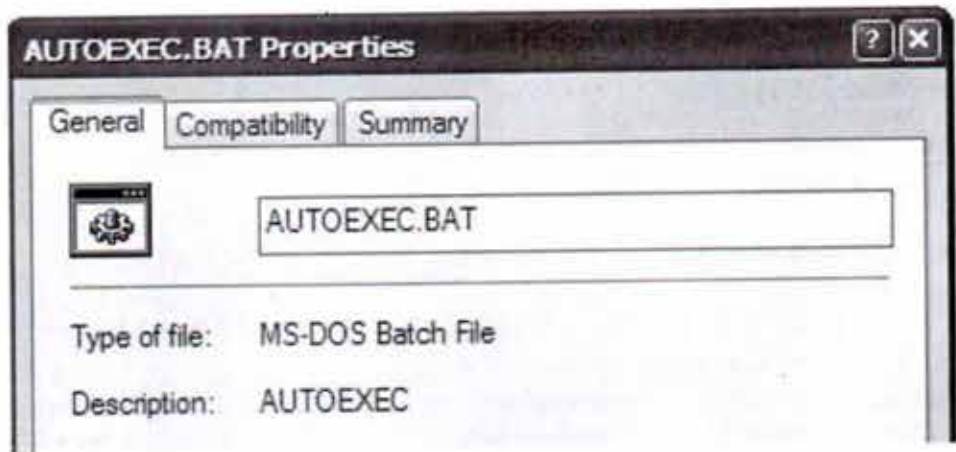 AUTOEXEC.BAT Properties
General Compatibility Summary
AUTOEXEC.BAT
Type of file: MS-DOS Batch File
Description: AUTOEXEC